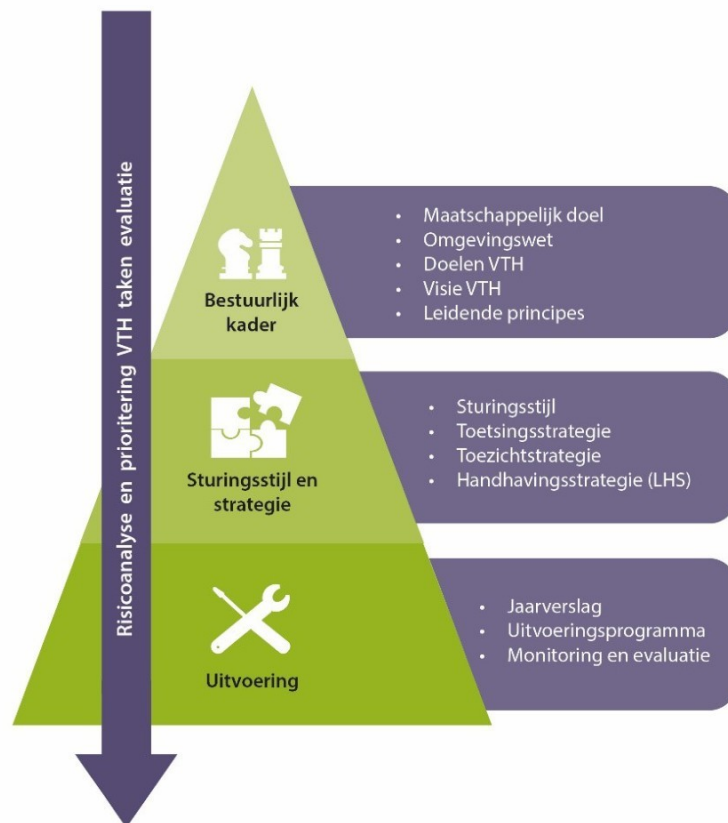 Risicoanalyse en prioritering VTH taken evaluatie
Bestuurlijk
kader
• Maatschappelijk doel
• Omgevingswet
• Doelen VTH
• Visie VTH
• Leidende principes
Sturingsstijl en
strategie
• Sturingsstijl
• Toetsingsstrategie
• Toezichtstrategie
• Handhavingsstrategie (LHS)
Uitvoering
• Jaarverslag
• Uitvoeringsprogramma
• Monitoring en evaluatie